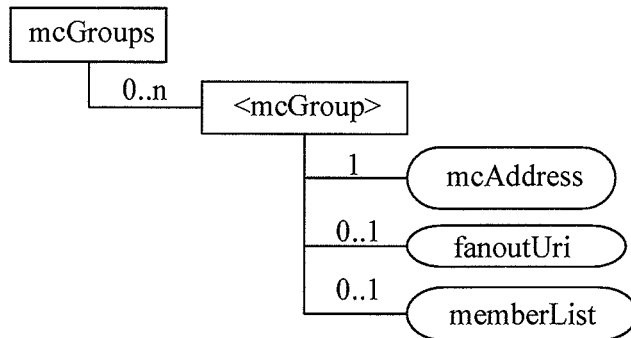 mcGroups
0..n
<mcGroup>
1
mcAddress
0..1
fanoutUri
0..1
memberList